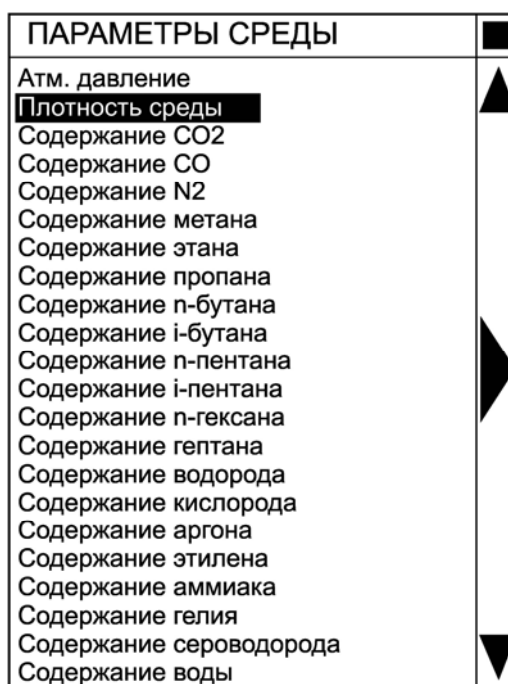 ПАРАМЕТРЫ СРЕДЫ
Атм. давление
Плотность среды
Содержание CO2
Содержание CO
Содержание N2
Содержание метана
Содержание этана
Содержание пропана
Содержание n-бутана
Содержание i-бутана
Содержание n-пентана
Содержание i-пентана
Содержание n-гексана
Содержание гептана
Содержание водорода
Содержание кислорода
Содержание аргона
Содержание этилена
Содержание аммиака
Содержание гелия
Содержание сероводорода
Содержание воды